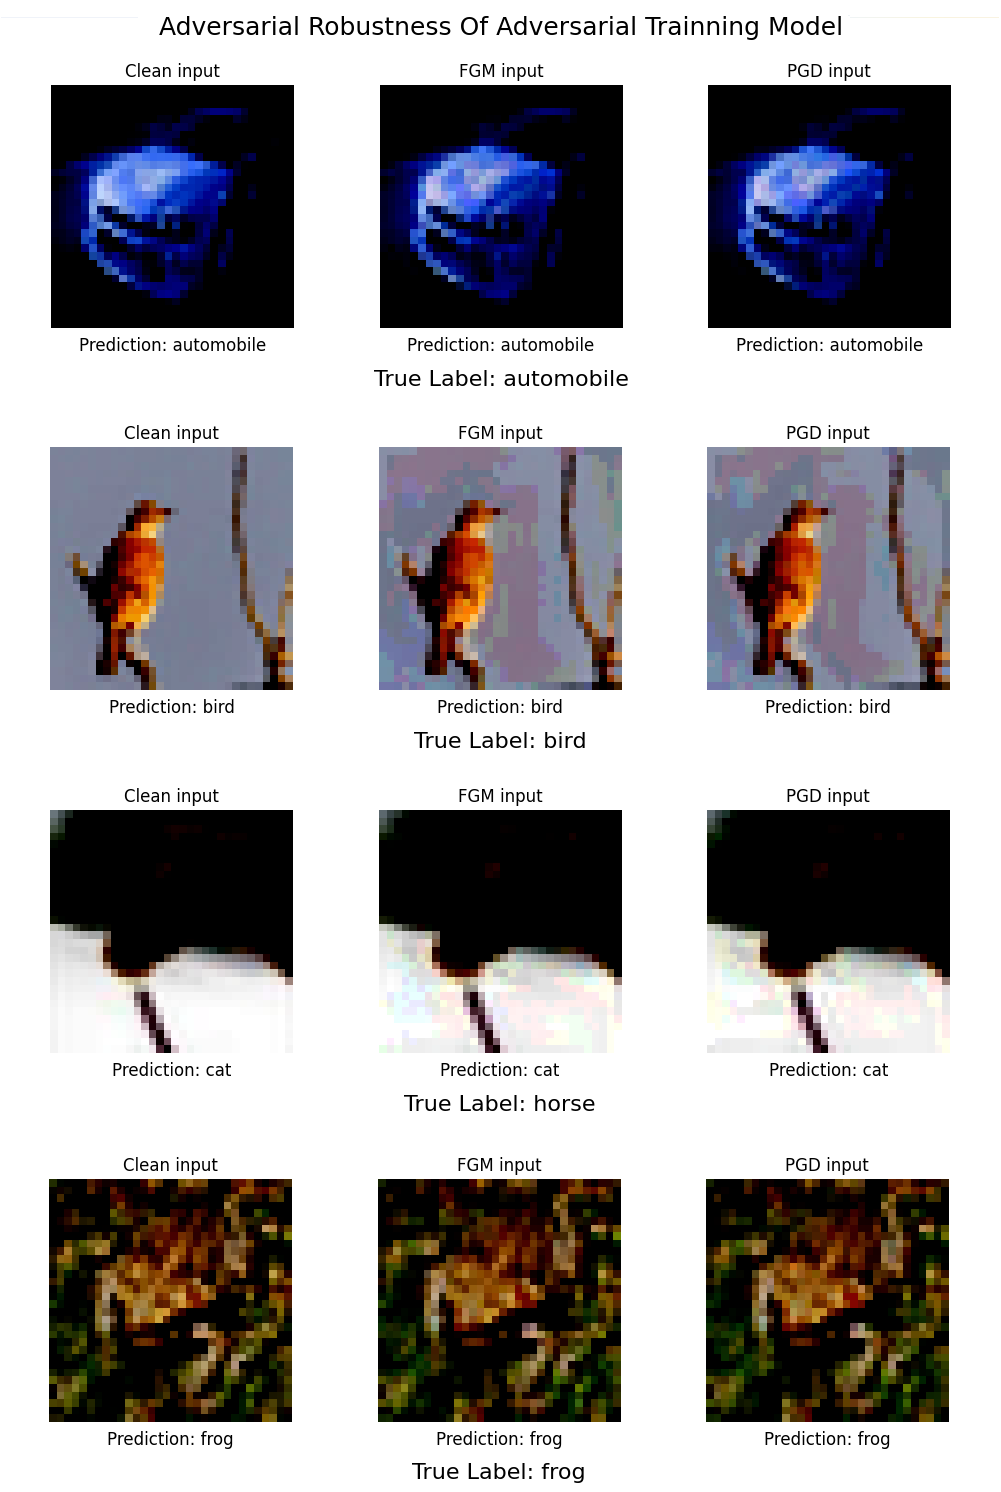 Adversarial Robustness Of Adversarial Trainning Model
Clean input FGM input PGD input
Prediction: automobile Prediction: automobile Prediction: automobile
True Label: automobile
Clean input FGM input PGD input
Prediction: bird Prediction: bird Prediction: bird
True Label: bird
Clean input FGM input PGD input
Prediction: cat Prediction: cat Prediction: cat
True Label: horse
Clean input FGM input PGD input
Prediction: frog Prediction: frog Prediction: frog
True Label: frog